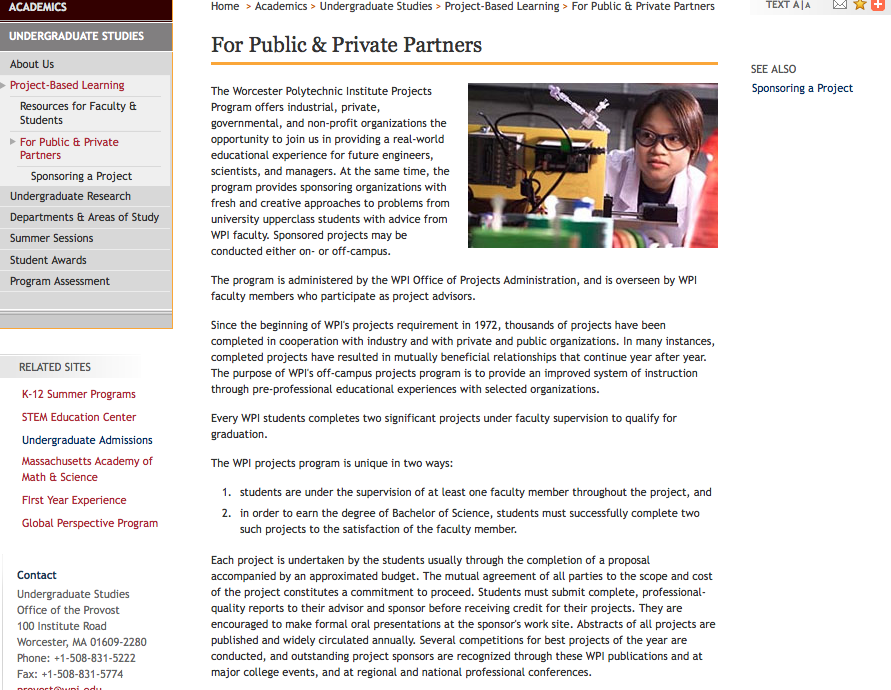 ACADEMICS
UNDERGRADUATE STUDIES
About Us
Project-Based Learning
Resources for Faculty &
Students
For Public & Private
Partners
Sponsoring a Project
Undergraduate Research
Departments & Areas of Study
Summer Sessions
Student Awards
Program Assessment
RELATED SITES
K-12 Summer Programs
STEM Education Center
Undergraduate Admissions
Massachusetts Academy of
Math & Science
First Year Experience
Global Perspective Program
Contact
Undergraduate Studies
Office of the Provost
100 Institute Road
Worcester, MA 01609-2280
Phone: +1-508-831-5222
Fax: +1-508-831-5774
provost@wpi.edu
Home > Academics > Undergraduate Studies > Project-Based Learning > For Public & Private Partners
For Public & Private Partners
The Worcester Polytechnic Institute Projects
Program offers industrial, private,
governmental, and non-profit organizations the
opportunity to join us in providing a real-world
educational experience for future engineers,
scientists, and managers. At the same time, the
program provides sponsoring organizations with
fresh and creative approaches to problems from
university upperclass students with advice from
WPI faculty. Sponsored projects may be
conducted either on- or off-campus.
The program is administered by the WPI Office of Projects Administration, and is overseen by WPI
faculty members who participate as project advisors.
Since the beginning of WPI's projects requirement in 1972, thousands of projects have been
completed in cooperation with industry and with private and public organizations. In many instances,
completed projects have resulted in mutually beneficial relationships that continue year after year.
The purpose of WPI's off-campus projects program is to provide an improved system of instruction
through pre-professional educational experiences with selected organizations.
Every WPI students completes two significant projects under faculty supervision to qualify for
graduation.
The WPI projects program is unique in two ways:
1. students are under the supervision of at least one faculty member throughout the project, and
2. in order to earn the degree of Bachelor of Science, students must successfully complete two
such projects to the satisfaction of the faculty member.
Each project is undertaken by the students usually through the completion of a proposal
accompanied by an approximated budget. The mutual agreement of all parties to the scope and cost
of the project constitutes a commitment to proceed. Students must submit complete, professional-
quality reports to their advisor and sponsor before receiving credit for their projects. They are
encouraged to make formal oral presentations at the sponsor's work site. Abstracts of all projects are
published and widely circulated annually. Several competitions for best projects of the year are
conducted, and outstanding project sponsors are recognized through these WPI publications and at
major college events, and at regional and national professional conferences.
TEXT A|A
SEE ALSO
Sponsoring a Project